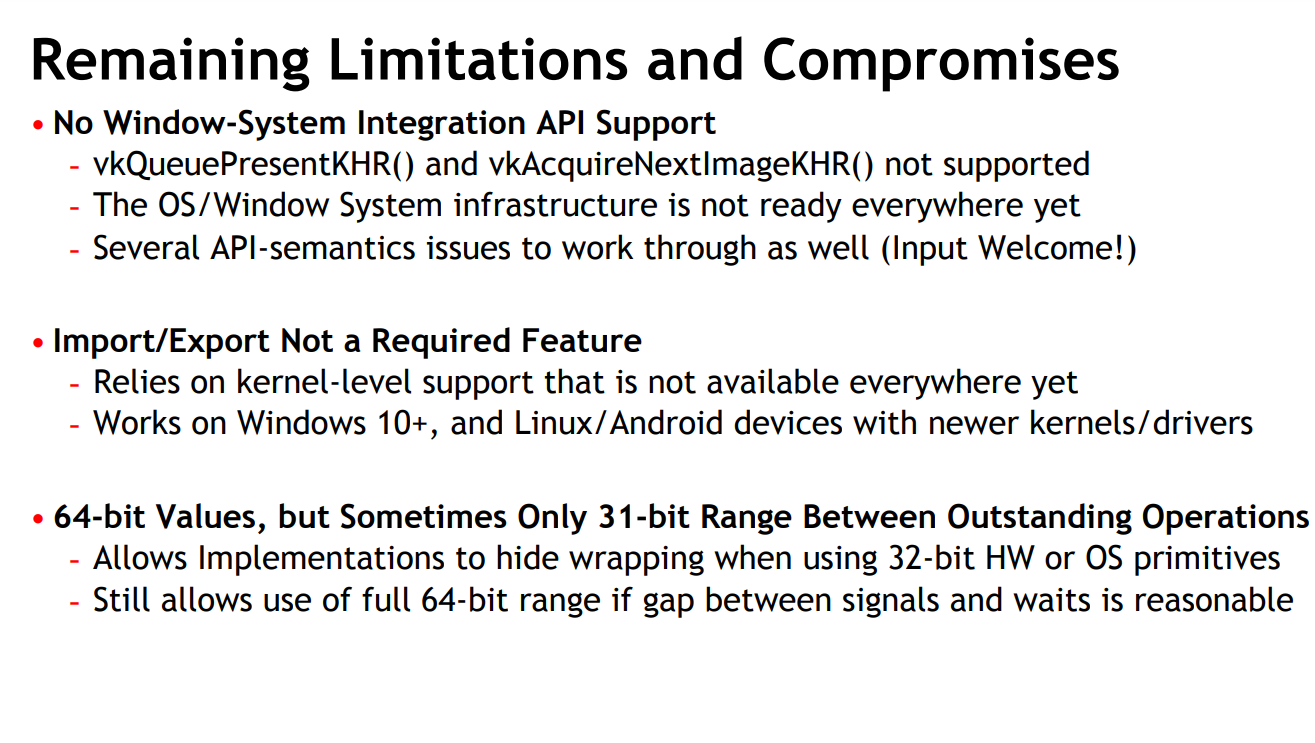 Remaining Limitations and Compromises
• No Window-System Integration API Support
- vkQueuePresentKHR() and vkAcquireNextImageKHR() not supported
- The OS/Window System infrastructure is not ready everywhere yet
- Several API-semantics issues to work through as well (Input Welcome!)
• Import/Export Not a Required Feature
- Relies on kernel-level support that is not available everywhere yet
- Works on Windows 10+, and Linux/Android devices with newer kernels/drivers
• 64-bit Values, but Sometimes Only 31-bit Range Between Outstanding Operations
- Allows Implementations to hide wrapping when using 32-bit HW or OS primitives
- Still allows use of full 64-bit range if gap between signals and waits is reasonable